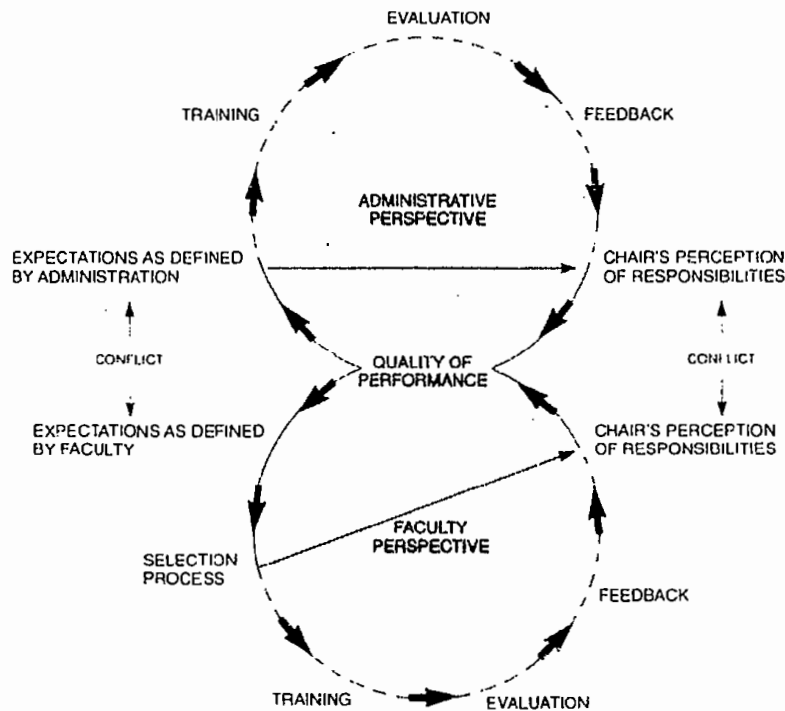 EVALUATION
TRAINING
FEEDBACK
ADMINISTRATIVE
PERSPECTIVE
EXPECTATIONS AS DEFINED
BY ADMINISTRATION
CHAIR'S PERCEPTION
OF RESPONSIBILITIES
CONFLICT
QUALITY OF
PERFORMANCE
CONFLICT
EXPECTATIONS AS DEFINED
BY FACULTY
CHAIR'S PERCEPTION
OF RESPONSIBILITIES
FACULTY
PERSPECTIVE
SELECTION
PROCESS
FEEDBACK
TRAINING
EVALUATION